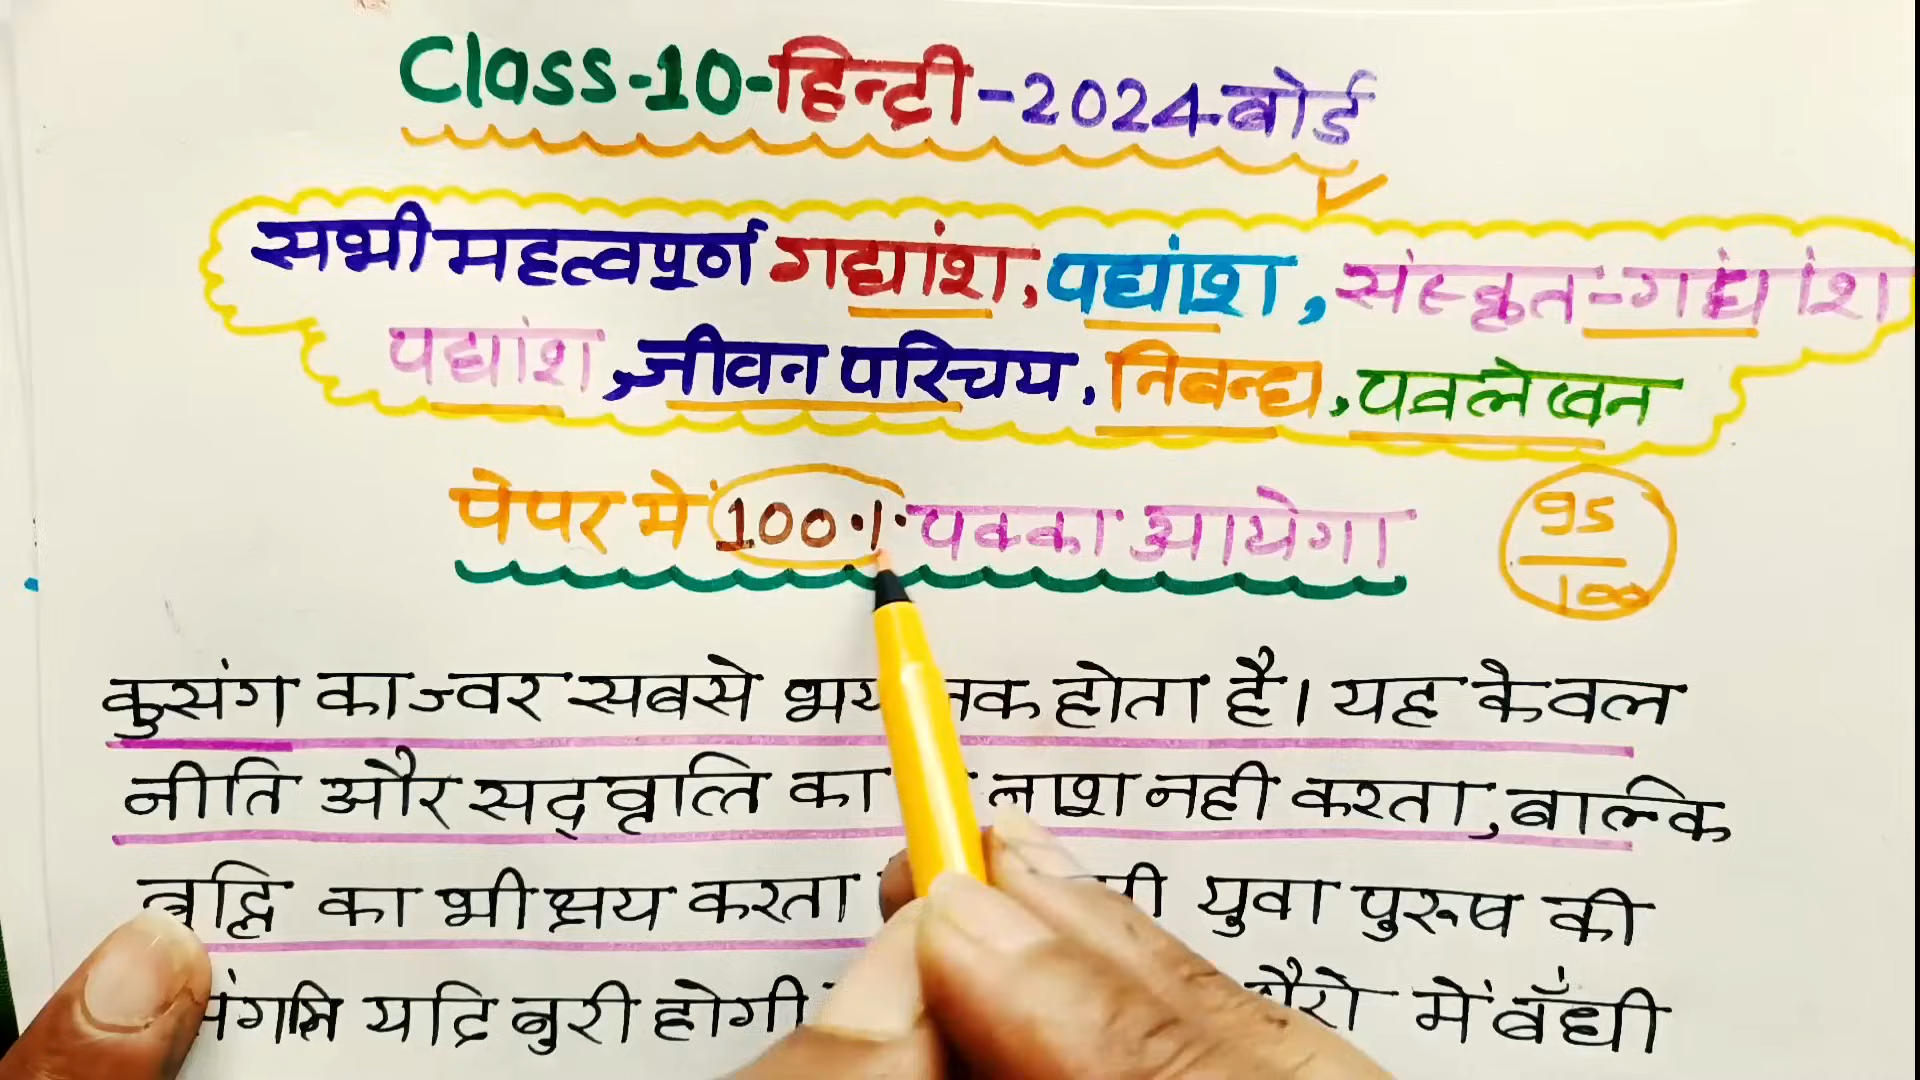 Class-10-हिन्दी-2024-बोर्ड
सभी महत्वपूर्ण गद्यांश, पद्यांश, संस्कृत-गद्यांश
पद्यांश, जीवन परिचय, निबन्ध, पत्रलेखन
पेपर में 100% पक्का आयेगा
95
100
कुसंग का ज्वर सबसे होता है। यह केवल
नीति और सद्वृत्ति का नाश नही करता, बल्कि
बुद्धि का भी क्षय करता युवा पुरुष की
संगति यदि बुरी होगी में बँधी